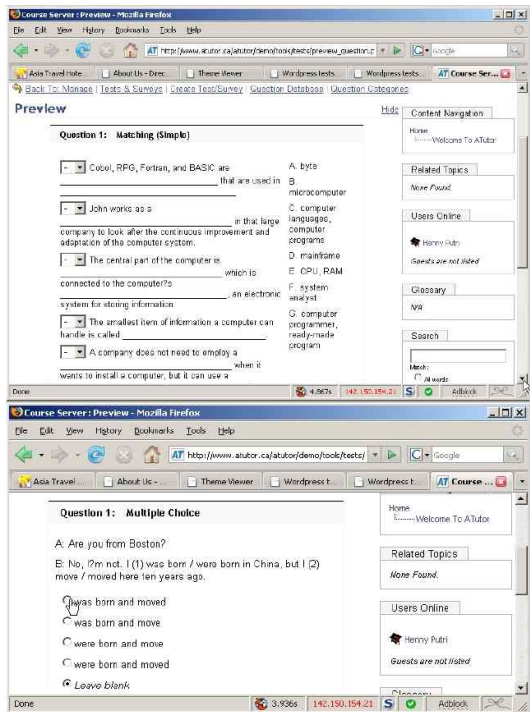 Course Server : Preview - Mozilla Firefox
File Edit View History Bookmarks Tools Help
http://www.atutor.ca/atutor/demo/tools/tests/preview_question.p
Google
Asia Travel Hote... About Us - Direc... Theme Viewer Wordpress tests... Wordpress tests... AT Course Ser...
Back To: Manage | Tests & Surveys | Create Test/Survey | Question Database | Question Categories
Preview
Hide
Question 1: Matching (Simple)
- Cobol, RPG, Fortran, and BASIC are
that are used in
- John works as a
in that large
company to look after the continuous improvement and
adaptation of the computer system.
- The central part of the computer is
which is
connected to the computer?s
, an electronic
system for storing information
- The smallest item of information a computer can
handle is called
- A company does not need to employ a
when it
wants to install a computer, but it can use a
A. byte
B.
microcomputer
C. computer
languages,
computer
programs
D. mainframe
E. CPU, RAM
F. system
analyst
G. computer
programmer,
ready-made
program
Content Navigation
Home
Welcome To ATutor
Related Topics
None Found.
Users Online
Henny Putri
Guests are not listed
Glossary
N/A
Search
Match:
All words
Done 4.867s 142.150.154.21 S Adblock
Course Server : Preview - Mozilla Firefox
File Edit View History Bookmarks Tools Help
AT http://www.atutor.ca/atutor/demo/tools/tests/
Google
Asia Travel ... About Us - ... Theme Viewer Wordpress t... Wordpress t... AT Course ...
Question 1: Multiple Choice
A: Are you from Boston?
B: No, I?m not. I (1) was born / were born in China, but I (2)
move / moved here ten years ago.
was born and moved
was born and move
were born and move
were born and moved
Leave blank
Home
Welcome To ATutor
Related Topics
None Found.
Users Online
Henny Putri
Guests are not listed
Glossary
Done 3.936s 142.150.154.21 S Adblock